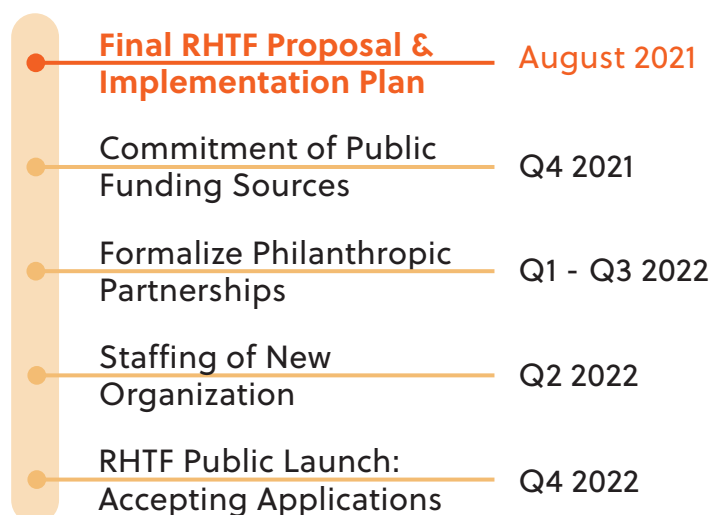 Final RHTF Proposal &
Implementation Plan
August 2021
Commitment of Public
Funding Sources
Q4 2021
Formalize Philanthropic
Partnerships
Q1 - Q3 2022
Staffing of New
Organization
Q2 2022
RHTF Public Launch:
Accepting Applications
Q4 2022